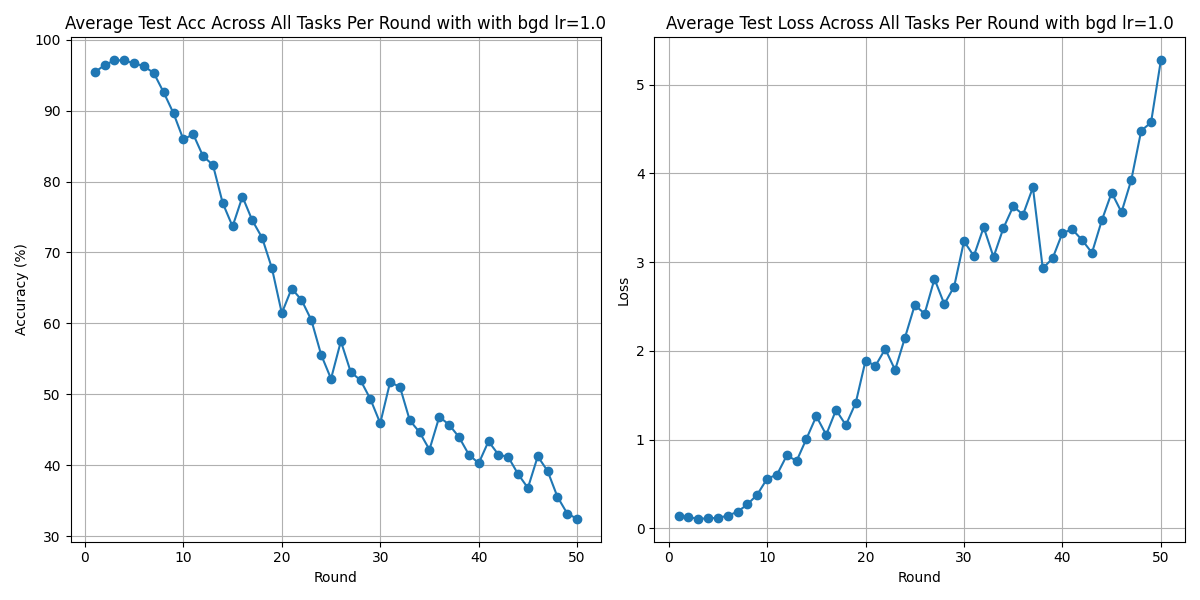 Average Test Acc Across All Tasks Per Round with with bgd lr=1.0
100
90
80
70
60
50
40
30
Accuracy (%)
0 10 20 30 40 50
Round
Average Test Loss Across All Tasks Per Round with bgd lr=1.0
5
4
3
2
1
0
Loss
0 10 20 30 40 50
Round